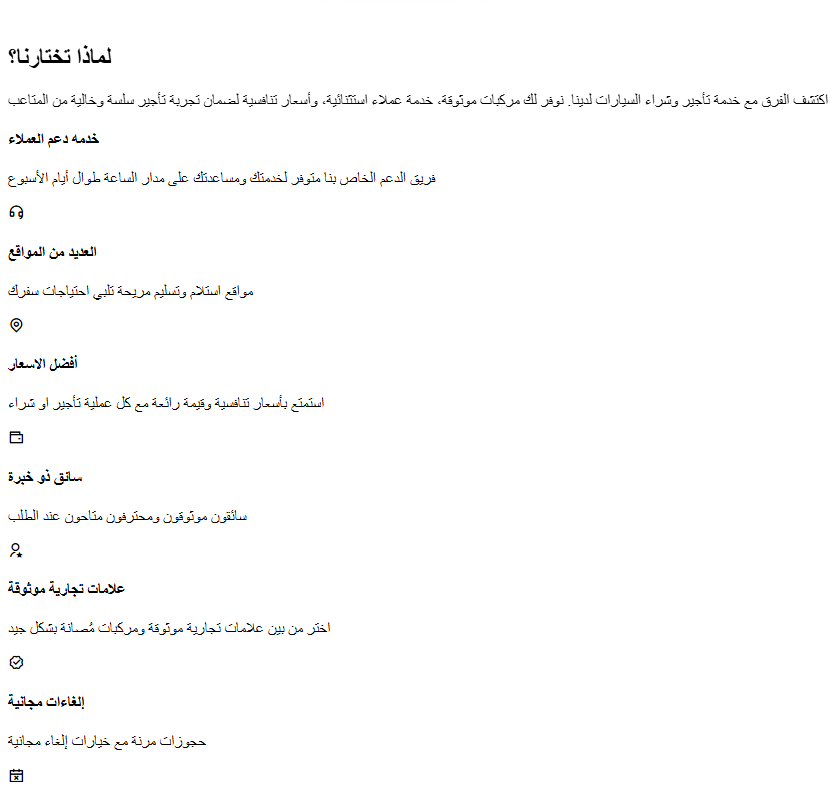 لماذا تختارنا؟
اكتشف الفرق مع خدمة تأجير وشراء السيارات لدينا. نوفر لك مركبات موثوقة، خدمة عملاء استثنائية، وأسعار تنافسية لضمان تجربة تأجير سلسة وخالية من المتاعب
خدمه دعم العملاء
فريق الدعم الخاص بنا متوفر لخدمتك ومساعدتك على مدار الساعة طوال أيام الأسبوع
العديد من المواقع
مواقع استلام وتسليم مريحة تلبي احتياجات سفرك
أفضل الاسعار
استمتع بأسعار تنافسية وقيمة رائعة مع كل عملية تأجير او شراء
سائق ذو خبرة
سائقون موثوقون ومحترفون متاحون عند الطلب
علامات تجارية موثوقة
اختر من بين علامات تجارية موثوقة ومركبات مُصانة بشكل جيد
إلغاءات مجانية
حجوزات مرنة مع خيارات إلغاء مجانية